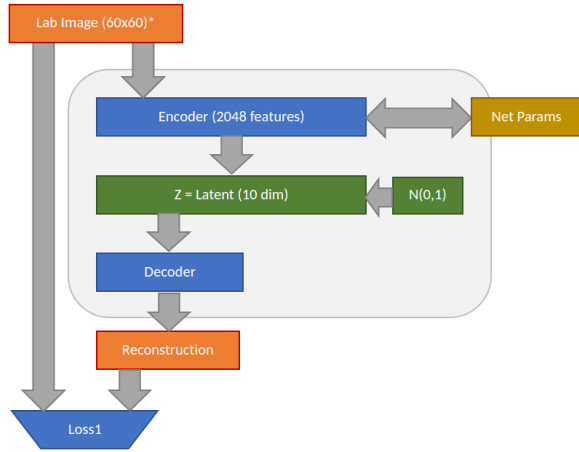 Lab Image (60x60)*
Encoder (2048 features)
Net Params
Z = Latent (10 dim)
N(0,1)
Decoder
Reconstruction
Loss1